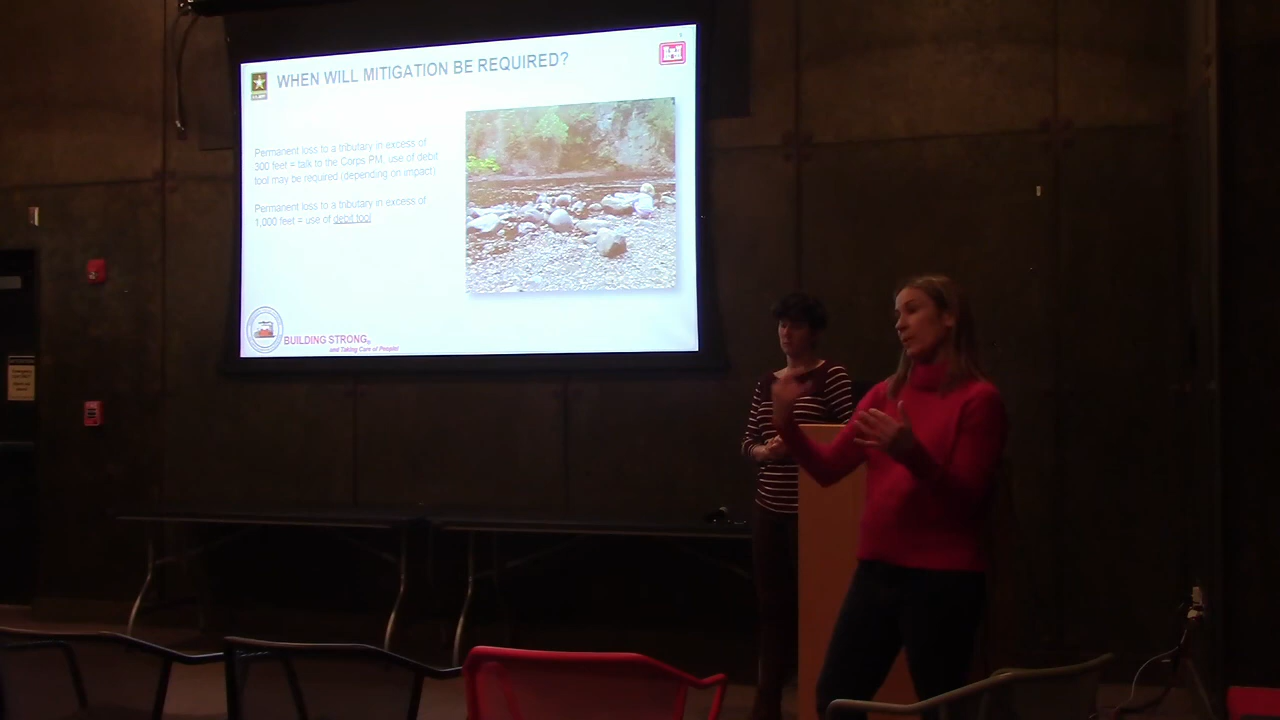 WHEN WILL MITIGATION BE REQUIRED?
Permanent loss to a tributary in excess of
300 feet = talk to the Corps PM, use of debit
tool may be required (depending on impact)
Permanent loss to a tributary in excess of
1,000 feet = use of debit tool
BUILDING STRONG®
and Taking Care of People!